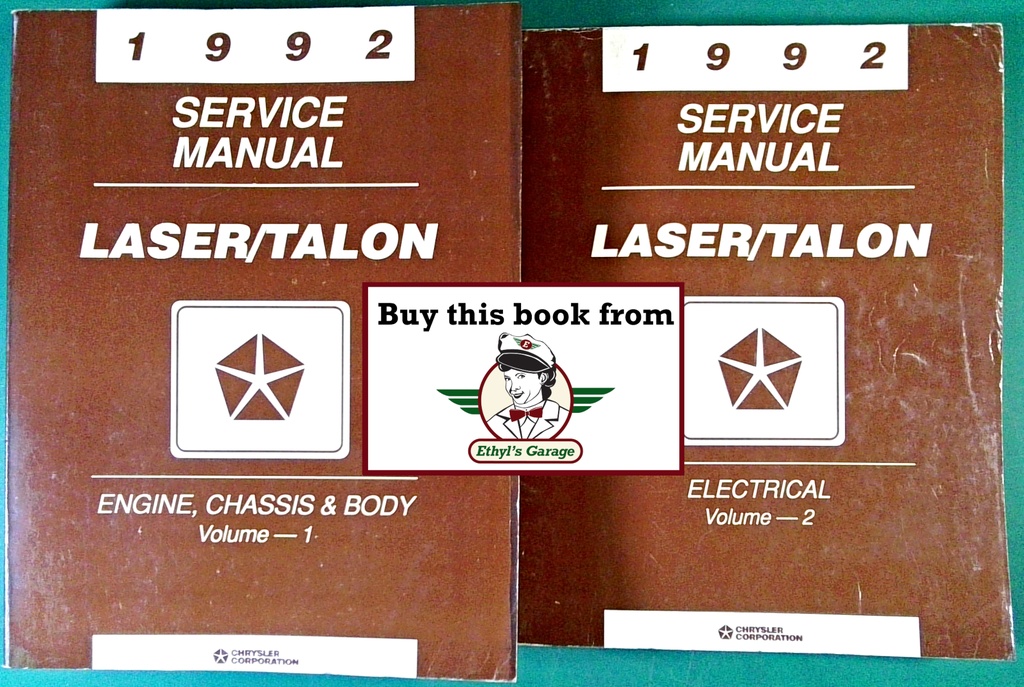 1 9 9 2
SERVICE
MANUAL
LASER/TALON
ENGINE, CHASSIS & BODY
Volume — 1
CHRYSLER
CORPORATION
1 9 9 2
SERVICE
MANUAL
LASER/TALON
ELECTRICAL
Volume — 2
CHRYSLER
CORPORATION
Buy this book from
E
Ethyl's Garage